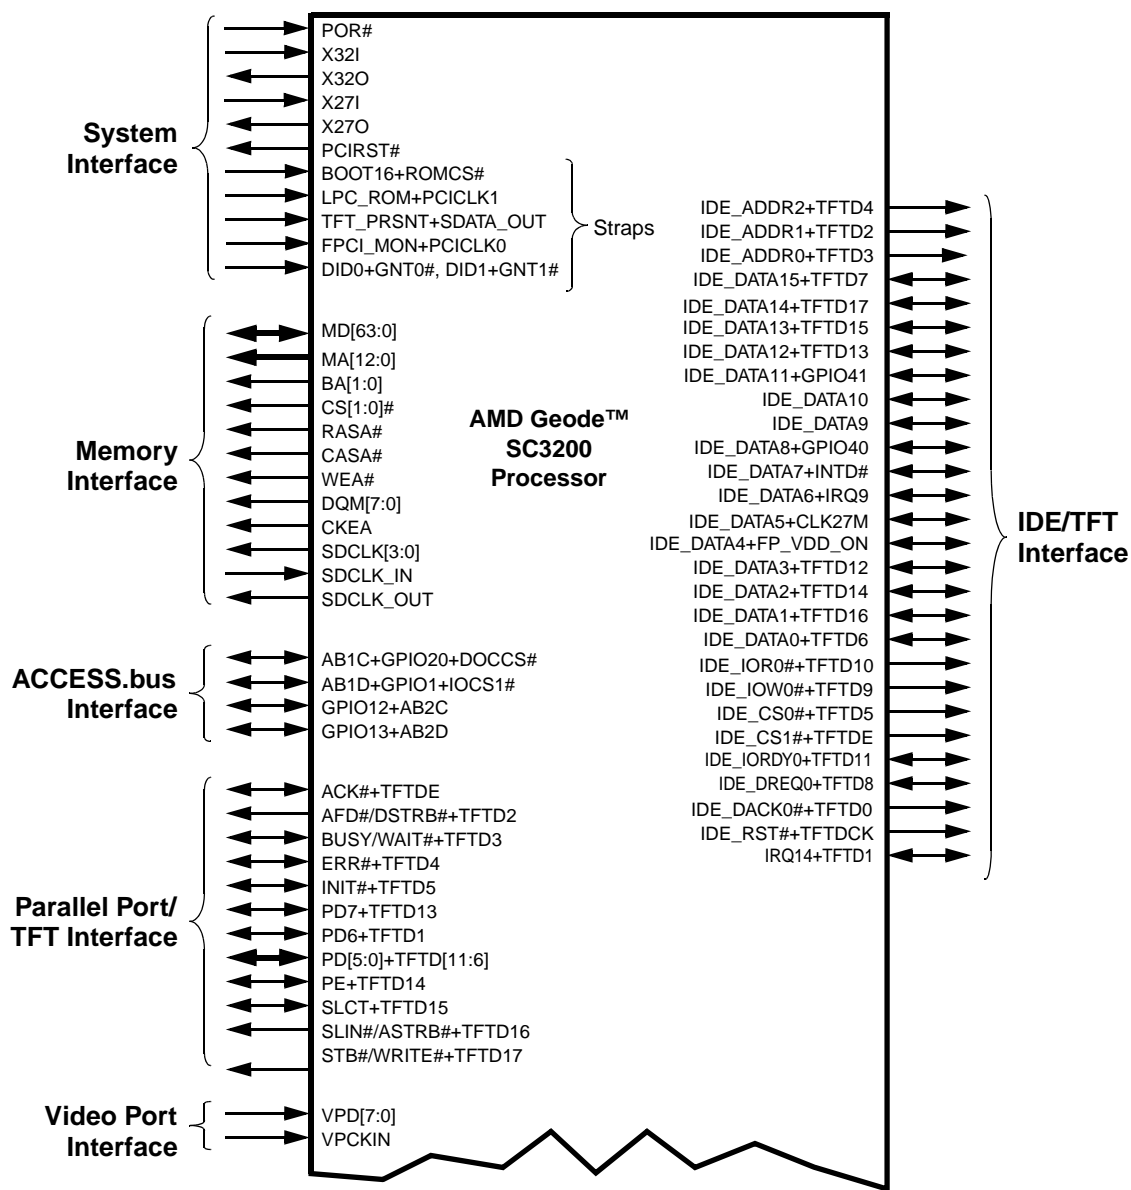 System
Interface
POR#
X32I
X32O
X27I
X27O
PCIRST#
BOOT16+ROMCS#
LPC_ROM+PCICLK1
TFT_PRSNT+SDATA_OUT
FPCI_MON+PCICLK0
DID0+GNT0#, DID1+GNT1#
Straps
Memory
Interface
MD[63:0]
MA[12:0]
BA[1:0]
CS[1:0]#
RASA#
CASA#
WEA#
DQM[7:0]
CKEA
SDCLK[3:0]
SDCLK_IN
SDCLK_OUT
ACCESS.bus
Interface
AB1C+GPIO20+DOCCS#
AB1D+GPIO1+IOCS1#
GPIO12+AB2C
GPIO13+AB2D
Parallel Port/
TFT Interface
ACK#+TFTDE
AFD#/DSTRB#+TFTD2
BUSY/WAIT#+TFTD3
ERR#+TFTD4
INIT#+TFTD5
PD7+TFTD13
PD6+TFTD1
PD[5:0]+TFTD[11:6]
PE+TFTD14
SLCT+TFTD15
SLIN#/ASTRB#+TFTD16
STB#/WRITE#+TFTD17
Video Port
Interface
VPD[7:0]
VPCKIN
AMD Geode™
SC3200
Processor
IDE_ADDR2+TFTD4
IDE_ADDR1+TFTD2
IDE_ADDR0+TFTD3
IDE_DATA15+TFTD7
IDE_DATA14+TFTD17
IDE_DATA13+TFTD15
IDE_DATA12+TFTD13
IDE_DATA11+GPIO41
IDE_DATA10
IDE_DATA9
IDE_DATA8+GPIO40
IDE_DATA7+INTD#
IDE_DATA6+IRQ9
IDE_DATA5+CLK27M
IDE_DATA4+FP_VDD_ON
IDE_DATA3+TFTD12
IDE_DATA2+TFTD14
IDE_DATA1+TFTD16
IDE_DATA0+TFTD6
IDE_IOR0#+TFTD10
IDE_IOW0#+TFTD9
IDE_CS0#+TFTD5
IDE_CS1#+TFTDE
IDE_IORDY0+TFTD11
IDE_DREQ0+TFTD8
IDE_DACK0#+TFTD0
IDE_RST#+TFTDCK
IRQ14+TFTD1
IDE/TFT
Interface